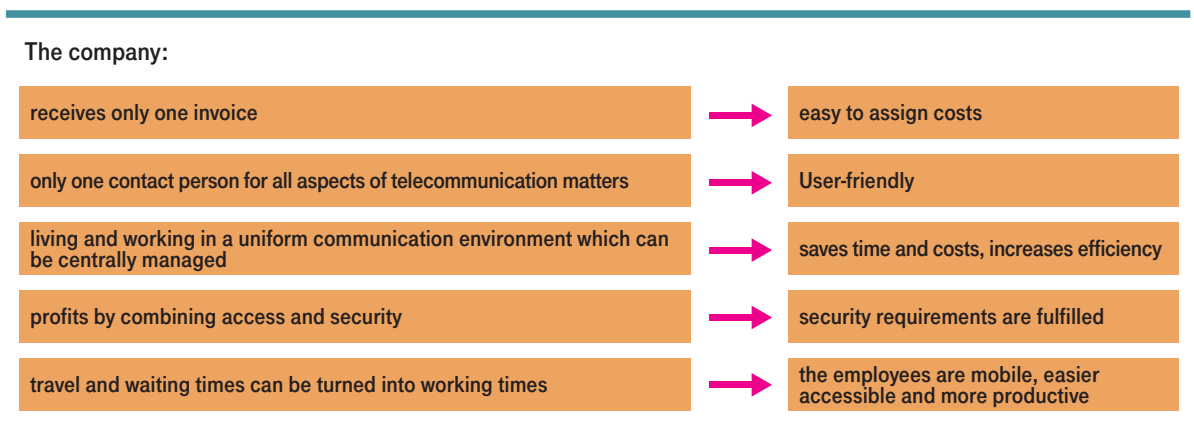 The company:
receives only one invoice
easy to assign costs
only one contact person for all aspects of telecommunication matters
User-friendly
living and working in a uniform communication environment which can
be centrally managed
saves time and costs, increases efficiency
profits by combining access and security
security requirements are fulfilled
travel and waiting times can be turned into working times
the employees are mobile, easier
accessible and more productive